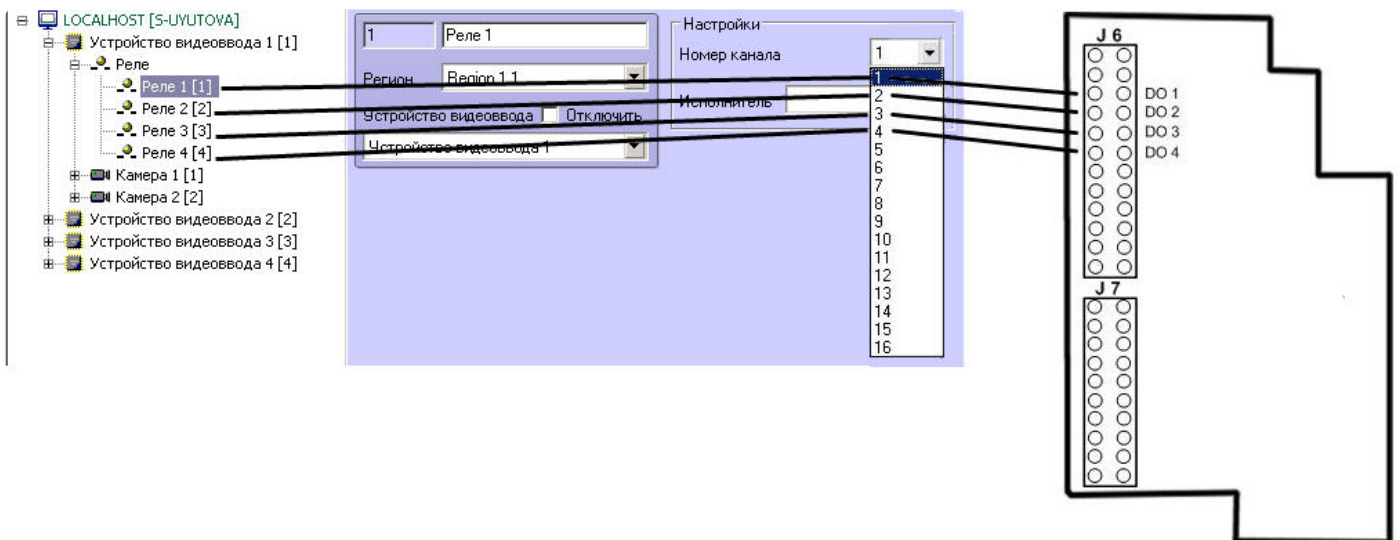 LOCALHOST [S-UYUTOVA]
Устройство видеоввода 1 [1]
Реле
Реле 1 [1]
Реле 2 [2]
Реле 3 [3]
Реле 4 [4]
Камера 1 [1]
Камера 2 [2]
Устройство видеоввода 2 [2]
Устройство видеоввода 3 [3]
Устройство видеоввода 4 [4]
1 Реле 1
Регион Region 1.1
Устройство видеоввода Отключить
Устройство видеоввода 1
Настройки
Номер канала 1
Исполнитель
1
2
3
4
5
6
7
8
9
10
11
12
13
14
15
16
J 6
DO 1
DO 2
DO 3
DO 4
J 7